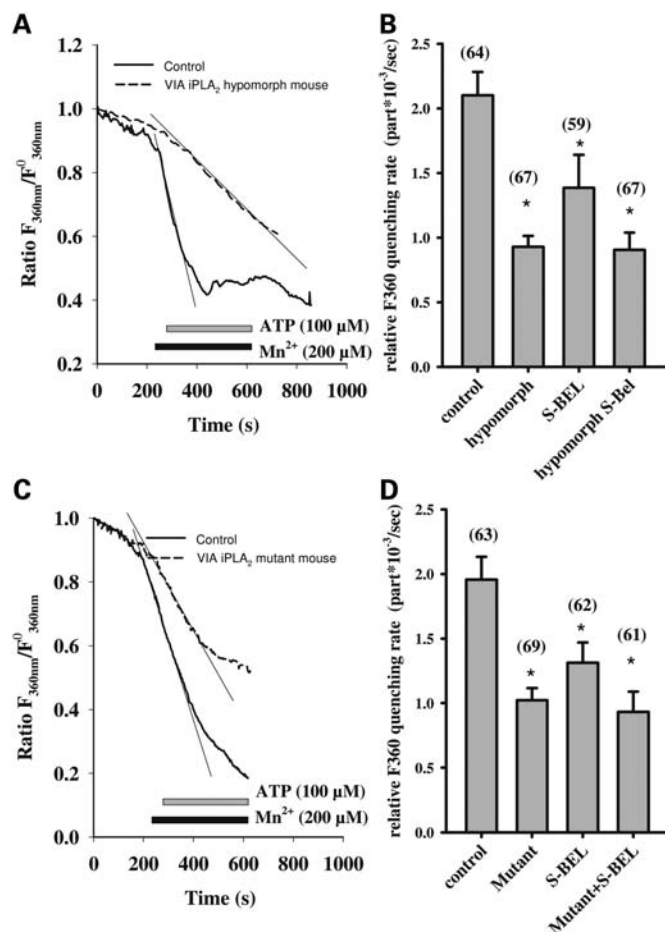 A
1.2
1.0
0.8
0.6
0.4
0.2
Ratio F360nm/F⁰360nm
Control
VIA iPLA₂ hypomorph mouse
ATP (100 µM)
Mn²⁺ (200 µM)
0 200 400 600 800 1000
Time (s)
B
relative F360 quenching rate (part*10⁻³/sec)
2.5
2.0
1.5
1.0
0.5
0.0
(64)
(67)
*
(59)
*
(67)
*
control
hypomorph
S-BEL
hypomorph S-Bel
C
1.0
0.8
0.6
0.4
0.2
0.0
Ratio F360nm/F⁰360nm
Control
VIA iPLA₂ mutant mouse
ATP (100 µM)
Mn²⁺ (200 µM)
0 200 400 600 800 1000
Time (s)
D
relative F360 quenching rate (part*10⁻³/sec)
2.5
2.0
1.5
1.0
0.5
0.0
(63)
(69)
*
(62)
*
(61)
*
control
Mutant
S-BEL
Mutant+S-BEL